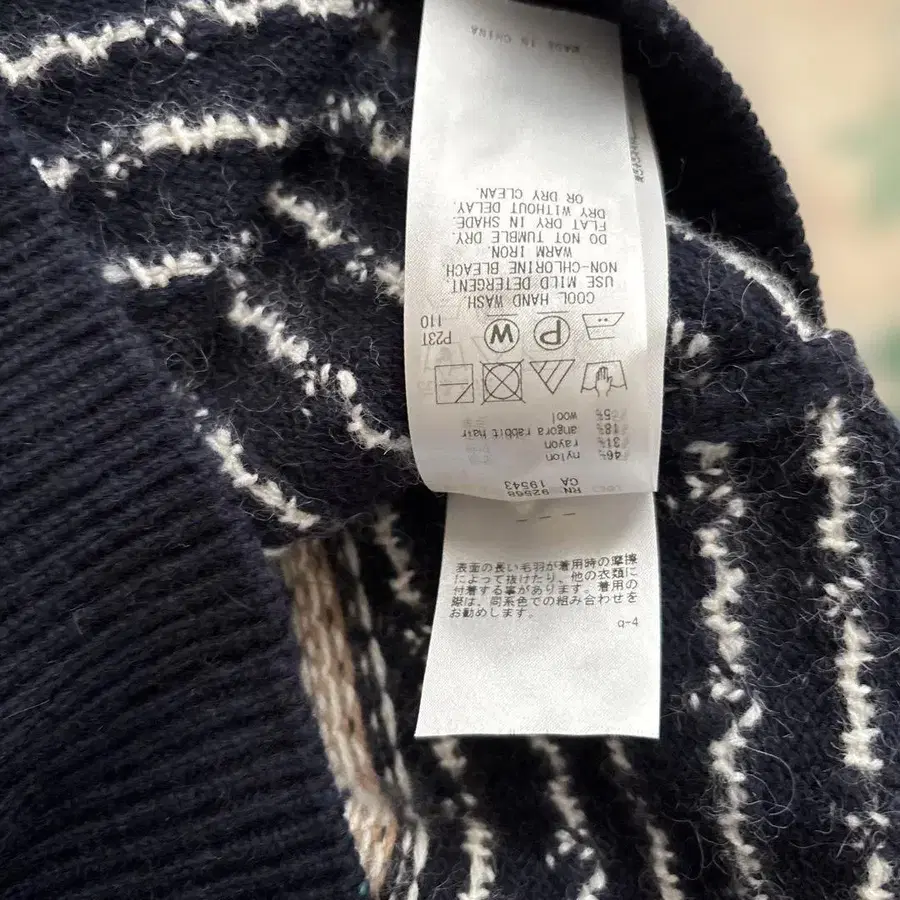 RN 92968
CA 19543
46% nylon
31% rayon
18% angora rabbit hair
5% wool
P W P23T
110
COOL HAND WASH.
USE MILD DETERGENT.
NON-CHLORINE BLEACH.
WARM IRON.
DO NOT TUMBLE DRY.
FLAT DRY IN SHADE.
DRY WITHOUT DELAY.
OR DRY CLEAN.
MADE IN CHINA
表面の長い毛羽が着用時の摩擦
によって抜けたり、他の衣類に
付着する事があります。着用の
際は、同系色での組み合わせを
お勧めします。